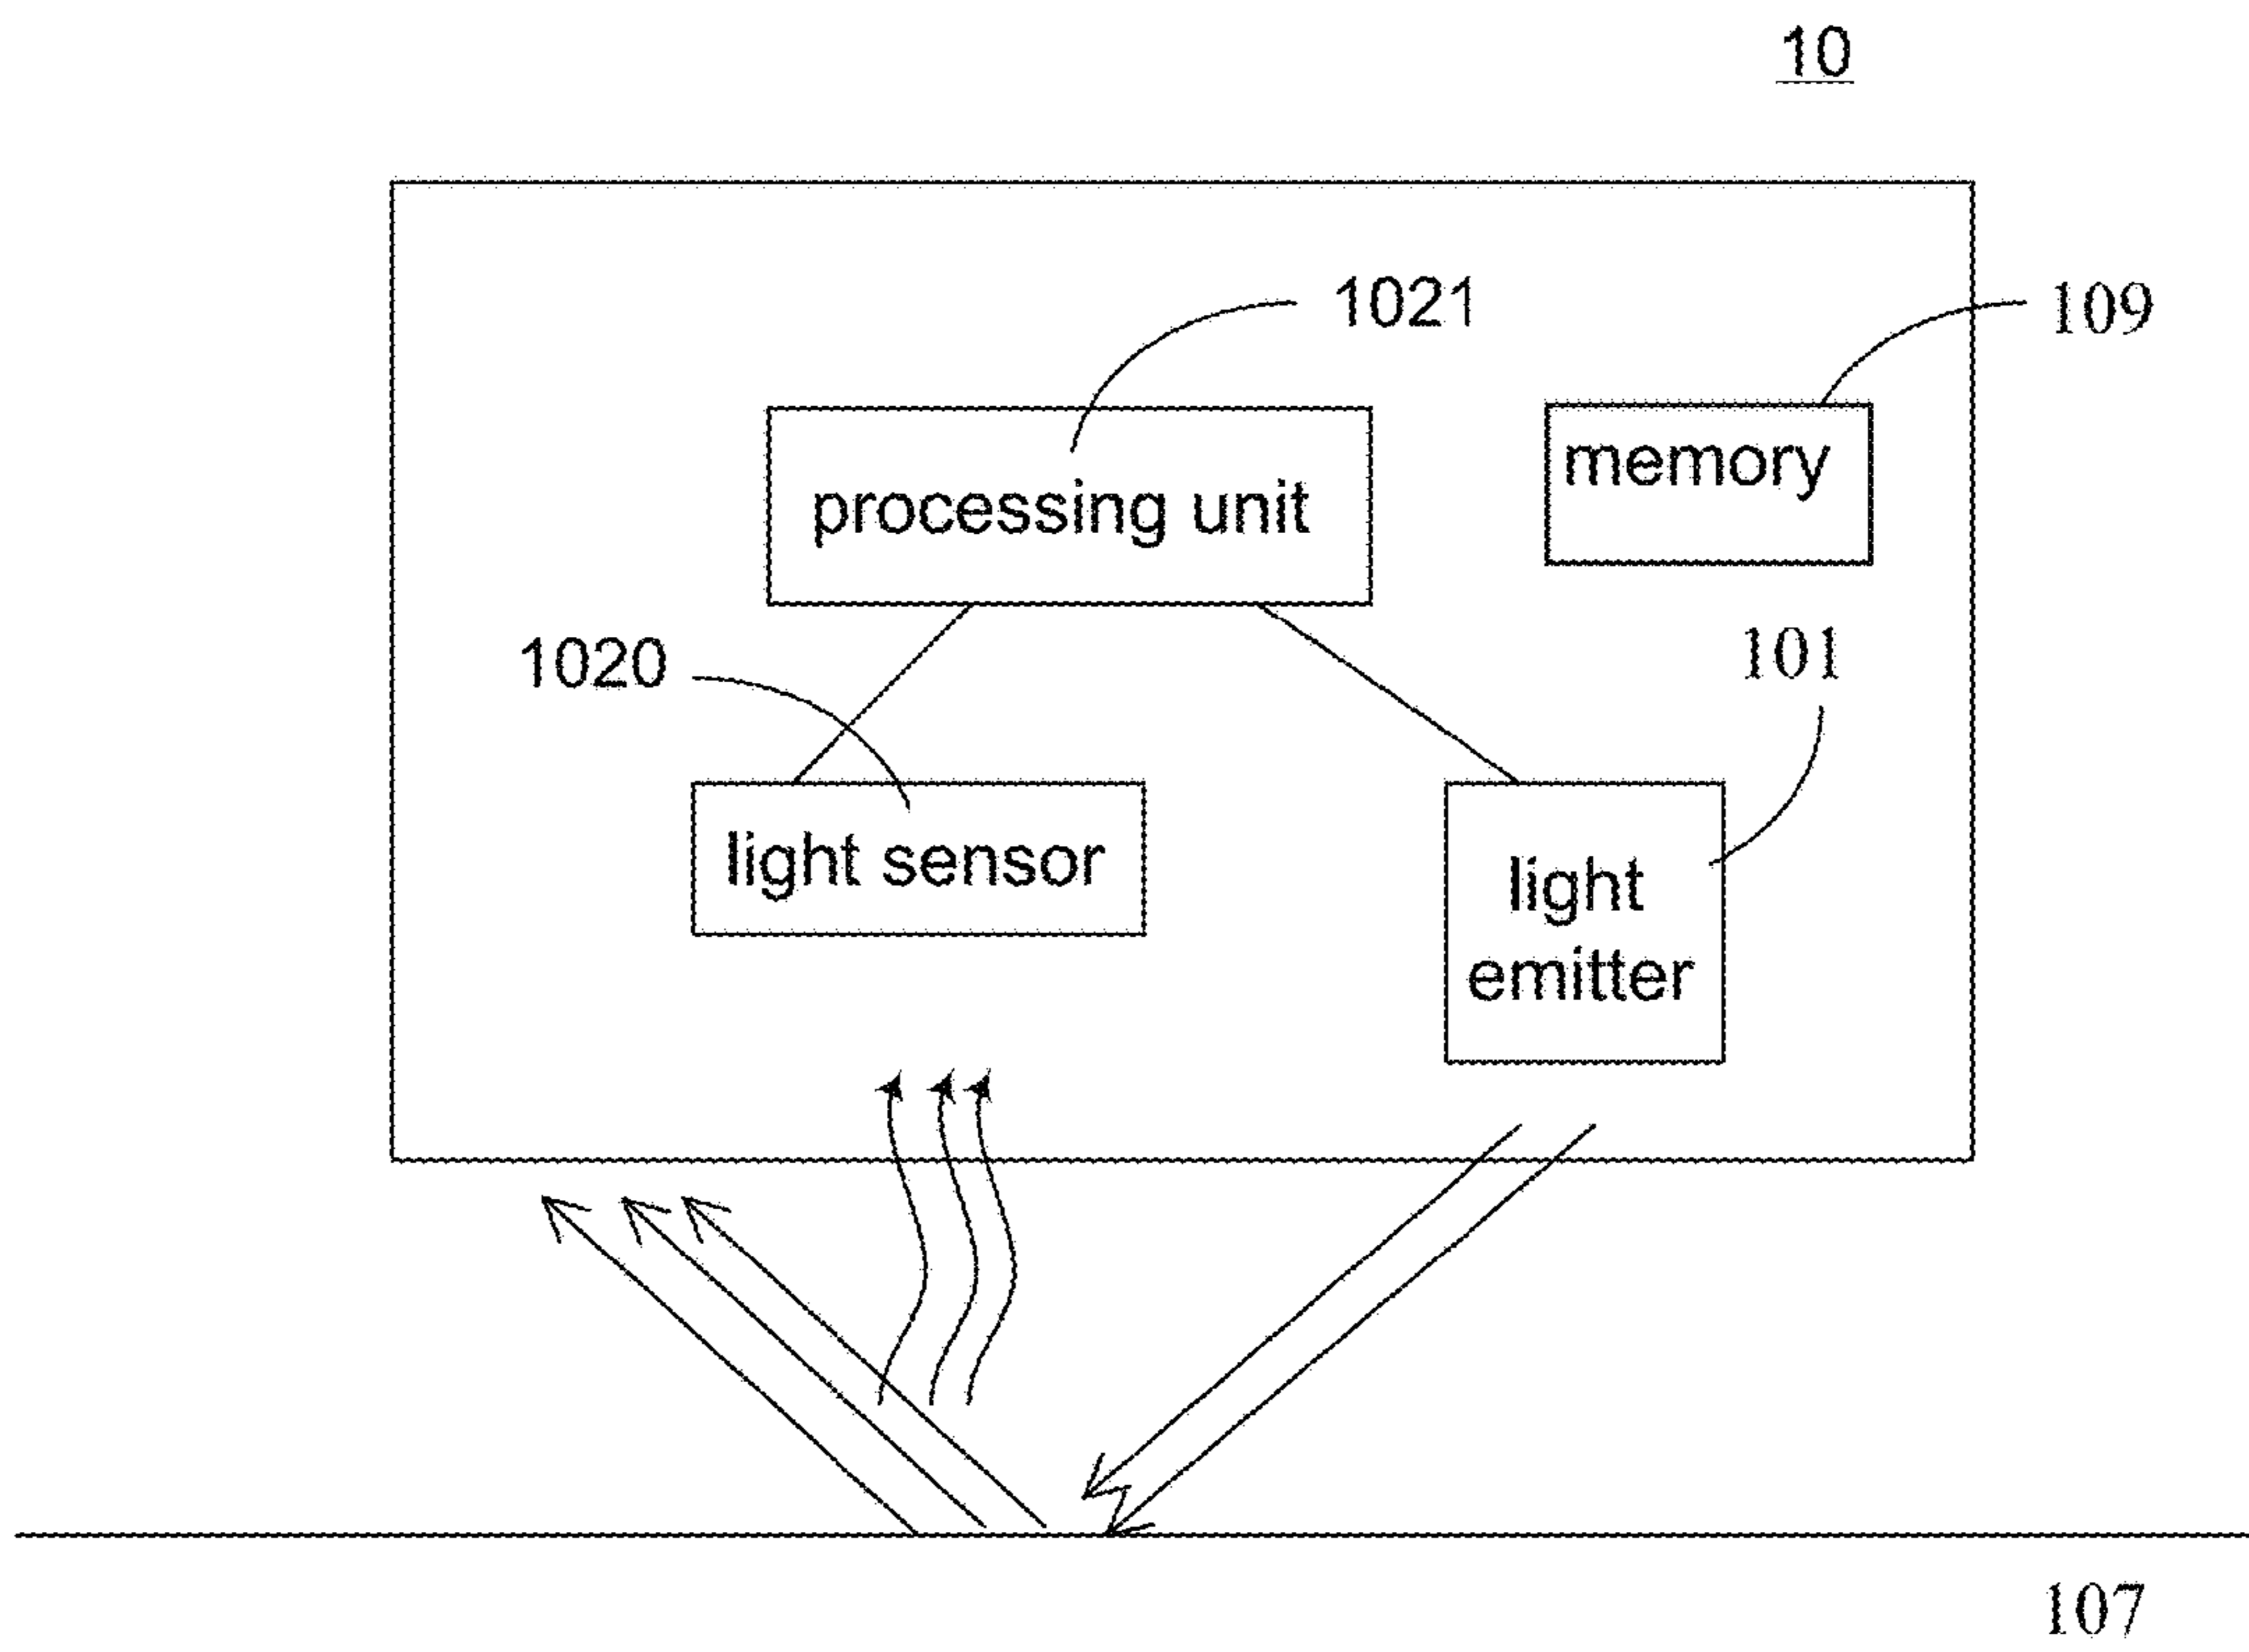 10
1021
109
processing unit
memory
1020
101
light sensor
light
emitter
107